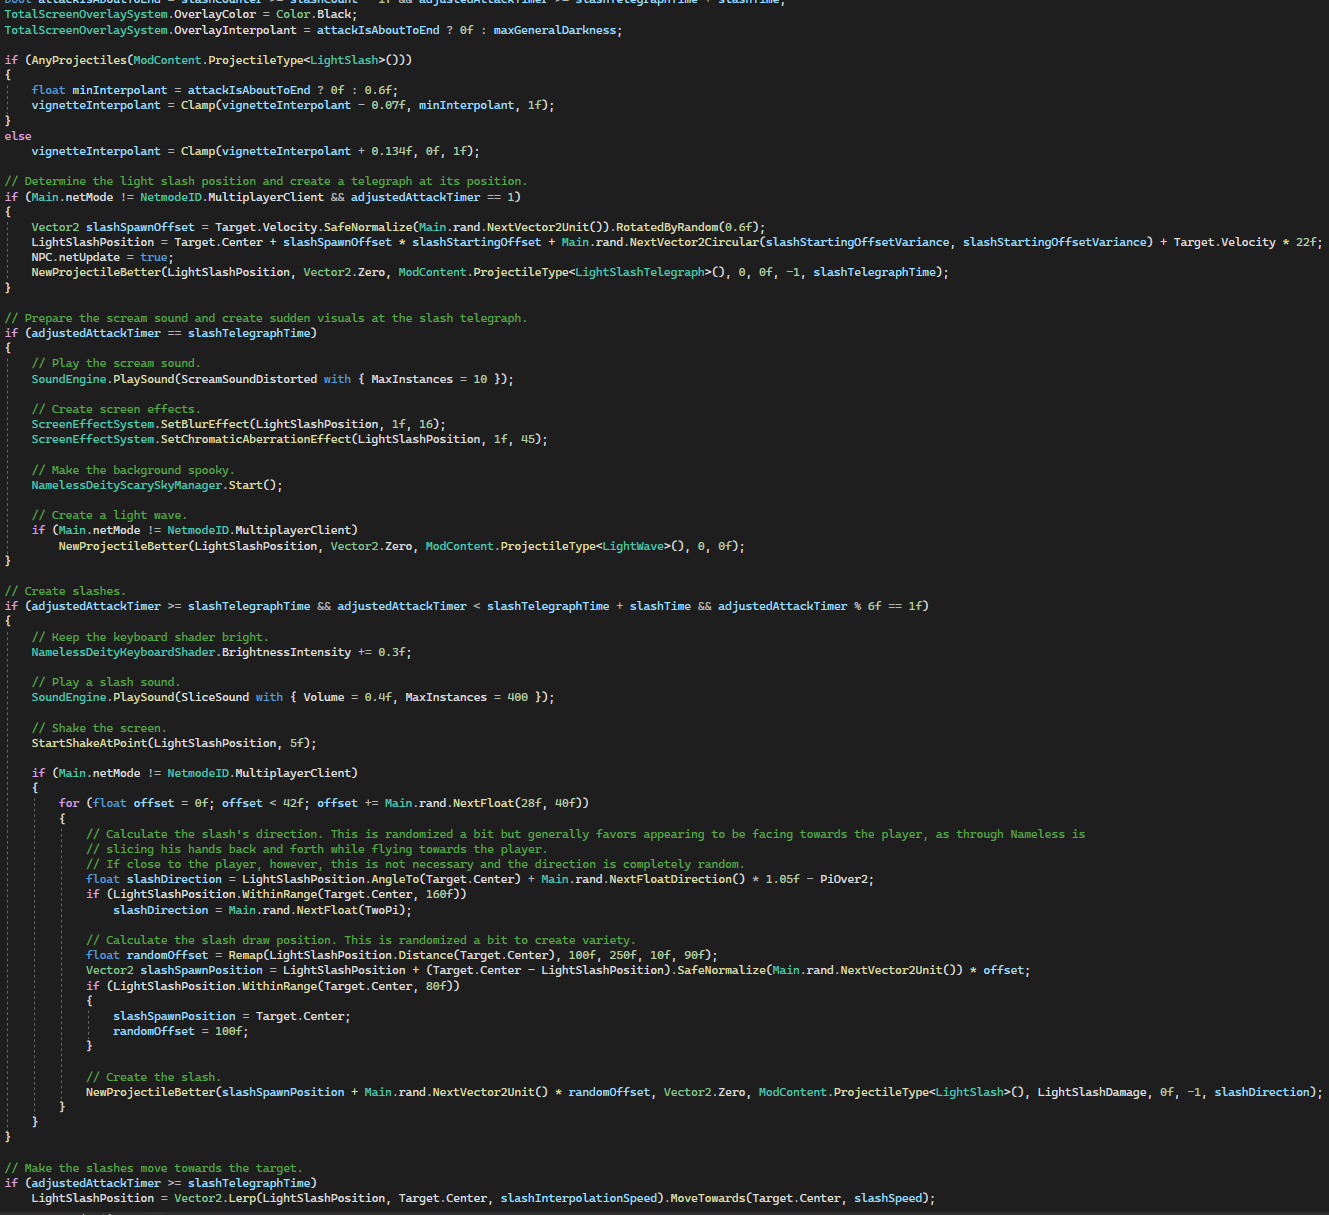 bool attackIsAboutToEnd = slashCounter >= slashCount - 1f && adjustedAttackTimer >= slashTelegraphTime + slashTime;
TotalScreenOverlaySystem.OverlayColor = Color.Black;
TotalScreenOverlaySystem.OverlayInterpolant = attackIsAboutToEnd ? 0f : maxGeneralDarkness;
if (AnyProjectiles(ModContent.ProjectileType<LightSlash>()))
{
float minInterpolant = attackIsAboutToEnd ? 0f : 0.6f;
vignetteInterpolant = Clamp(vignetteInterpolant - 0.07f, minInterpolant, 1f);
}
else
vignetteInterpolant = Clamp(vignetteInterpolant + 0.134f, 0f, 1f);
// Determine the light slash position and create a telegraph at its position.
if (Main.netMode != NetmodeID.MultiplayerClient && adjustedAttackTimer == 1)
{
Vector2 slashSpawnOffset = Target.Velocity.SafeNormalize(Main.rand.NextVector2Unit()).RotatedByRandom(0.6f);
LightSlashPosition = Target.Center + slashSpawnOffset * slashStartingOffset + Main.rand.NextVector2Circular(slashStartingOffsetVariance, slashStartingOffsetVariance) + Target.Velocity * 22f;
NPC.netUpdate = true;
NewProjectileBetter(LightSlashPosition, Vector2.Zero, ModContent.ProjectileType<LightSlashTelegraph>(), 0, 0f, -1, slashTelegraphTime);
}
// Prepare the scream sound and create sudden visuals at the slash telegraph.
if (adjustedAttackTimer == slashTelegraphTime)
{
// Play the scream sound.
SoundEngine.PlaySound(ScreamSoundDistorted with { MaxInstances = 10 });
// Create screen effects.
ScreenEffectSystem.SetBlurEffect(LightSlashPosition, 1f, 16);
ScreenEffectSystem.SetChromaticAberrationEffect(LightSlashPosition, 1f, 45);
// Make the background spooky.
NamelessDeityScarySkyManager.Start();
// Create a light wave.
if (Main.netMode != NetmodeID.MultiplayerClient)
NewProjectileBetter(LightSlashPosition, Vector2.Zero, ModContent.ProjectileType<LightWave>(), 0, 0f);
}
// Create slashes.
if (adjustedAttackTimer >= slashTelegraphTime && adjustedAttackTimer < slashTelegraphTime + slashTime && adjustedAttackTimer % 6f == 1f)
{
// Keep the keyboard shader bright.
NamelessDeityKeyboardShader.BrightnessIntensity += 0.3f;
// Play a slash sound.
SoundEngine.PlaySound(SliceSound with { Volume = 0.4f, MaxInstances = 400 });
// Shake the screen.
StartShakeAtPoint(LightSlashPosition, 5f);
if (Main.netMode != NetmodeID.MultiplayerClient)
{
for (float offset = 0f; offset < 42f; offset += Main.rand.NextFloat(28f, 40f))
{
// Calculate the slash's direction. This is randomized a bit but generally favors appearing to be facing towards the player, as through Nameless is
// slicing his hands back and forth while flying towards the player.
// If close to the player, however, this is not necessary and the direction is completely random.
float slashDirection = LightSlashPosition.AngleTo(Target.Center) + Main.rand.NextFloatDirection() * 1.05f - PiOver2;
if (LightSlashPosition.WithinRange(Target.Center, 160f))
slashDirection = Main.rand.NextFloat(TwoPi);
// Calculate the slash draw position. This is randomized a bit to create variety.
float randomOffset = Remap(LightSlashPosition.Distance(Target.Center), 100f, 250f, 10f, 90f);
Vector2 slashSpawnPosition = LightSlashPosition + (Target.Center - LightSlashPosition).SafeNormalize(Main.rand.NextVector2Unit()) * offset;
if (LightSlashPosition.WithinRange(Target.Center, 80f))
{
slashSpawnPosition = Target.Center;
randomOffset = 100f;
}
// Create the slash.
NewProjectileBetter(slashSpawnPosition + Main.rand.NextVector2Unit() * randomOffset, Vector2.Zero, ModContent.ProjectileType<LightSlash>(), LightSlashDamage, 0f, -1, slashDirection);
}
}
}
// Make the slashes move towards the target.
if (adjustedAttackTimer >= slashTelegraphTime)
LightSlashPosition = Vector2.Lerp(LightSlashPosition, Target.Center, slashInterpolationSpeed).MoveTowards(Target.Center, slashSpeed);